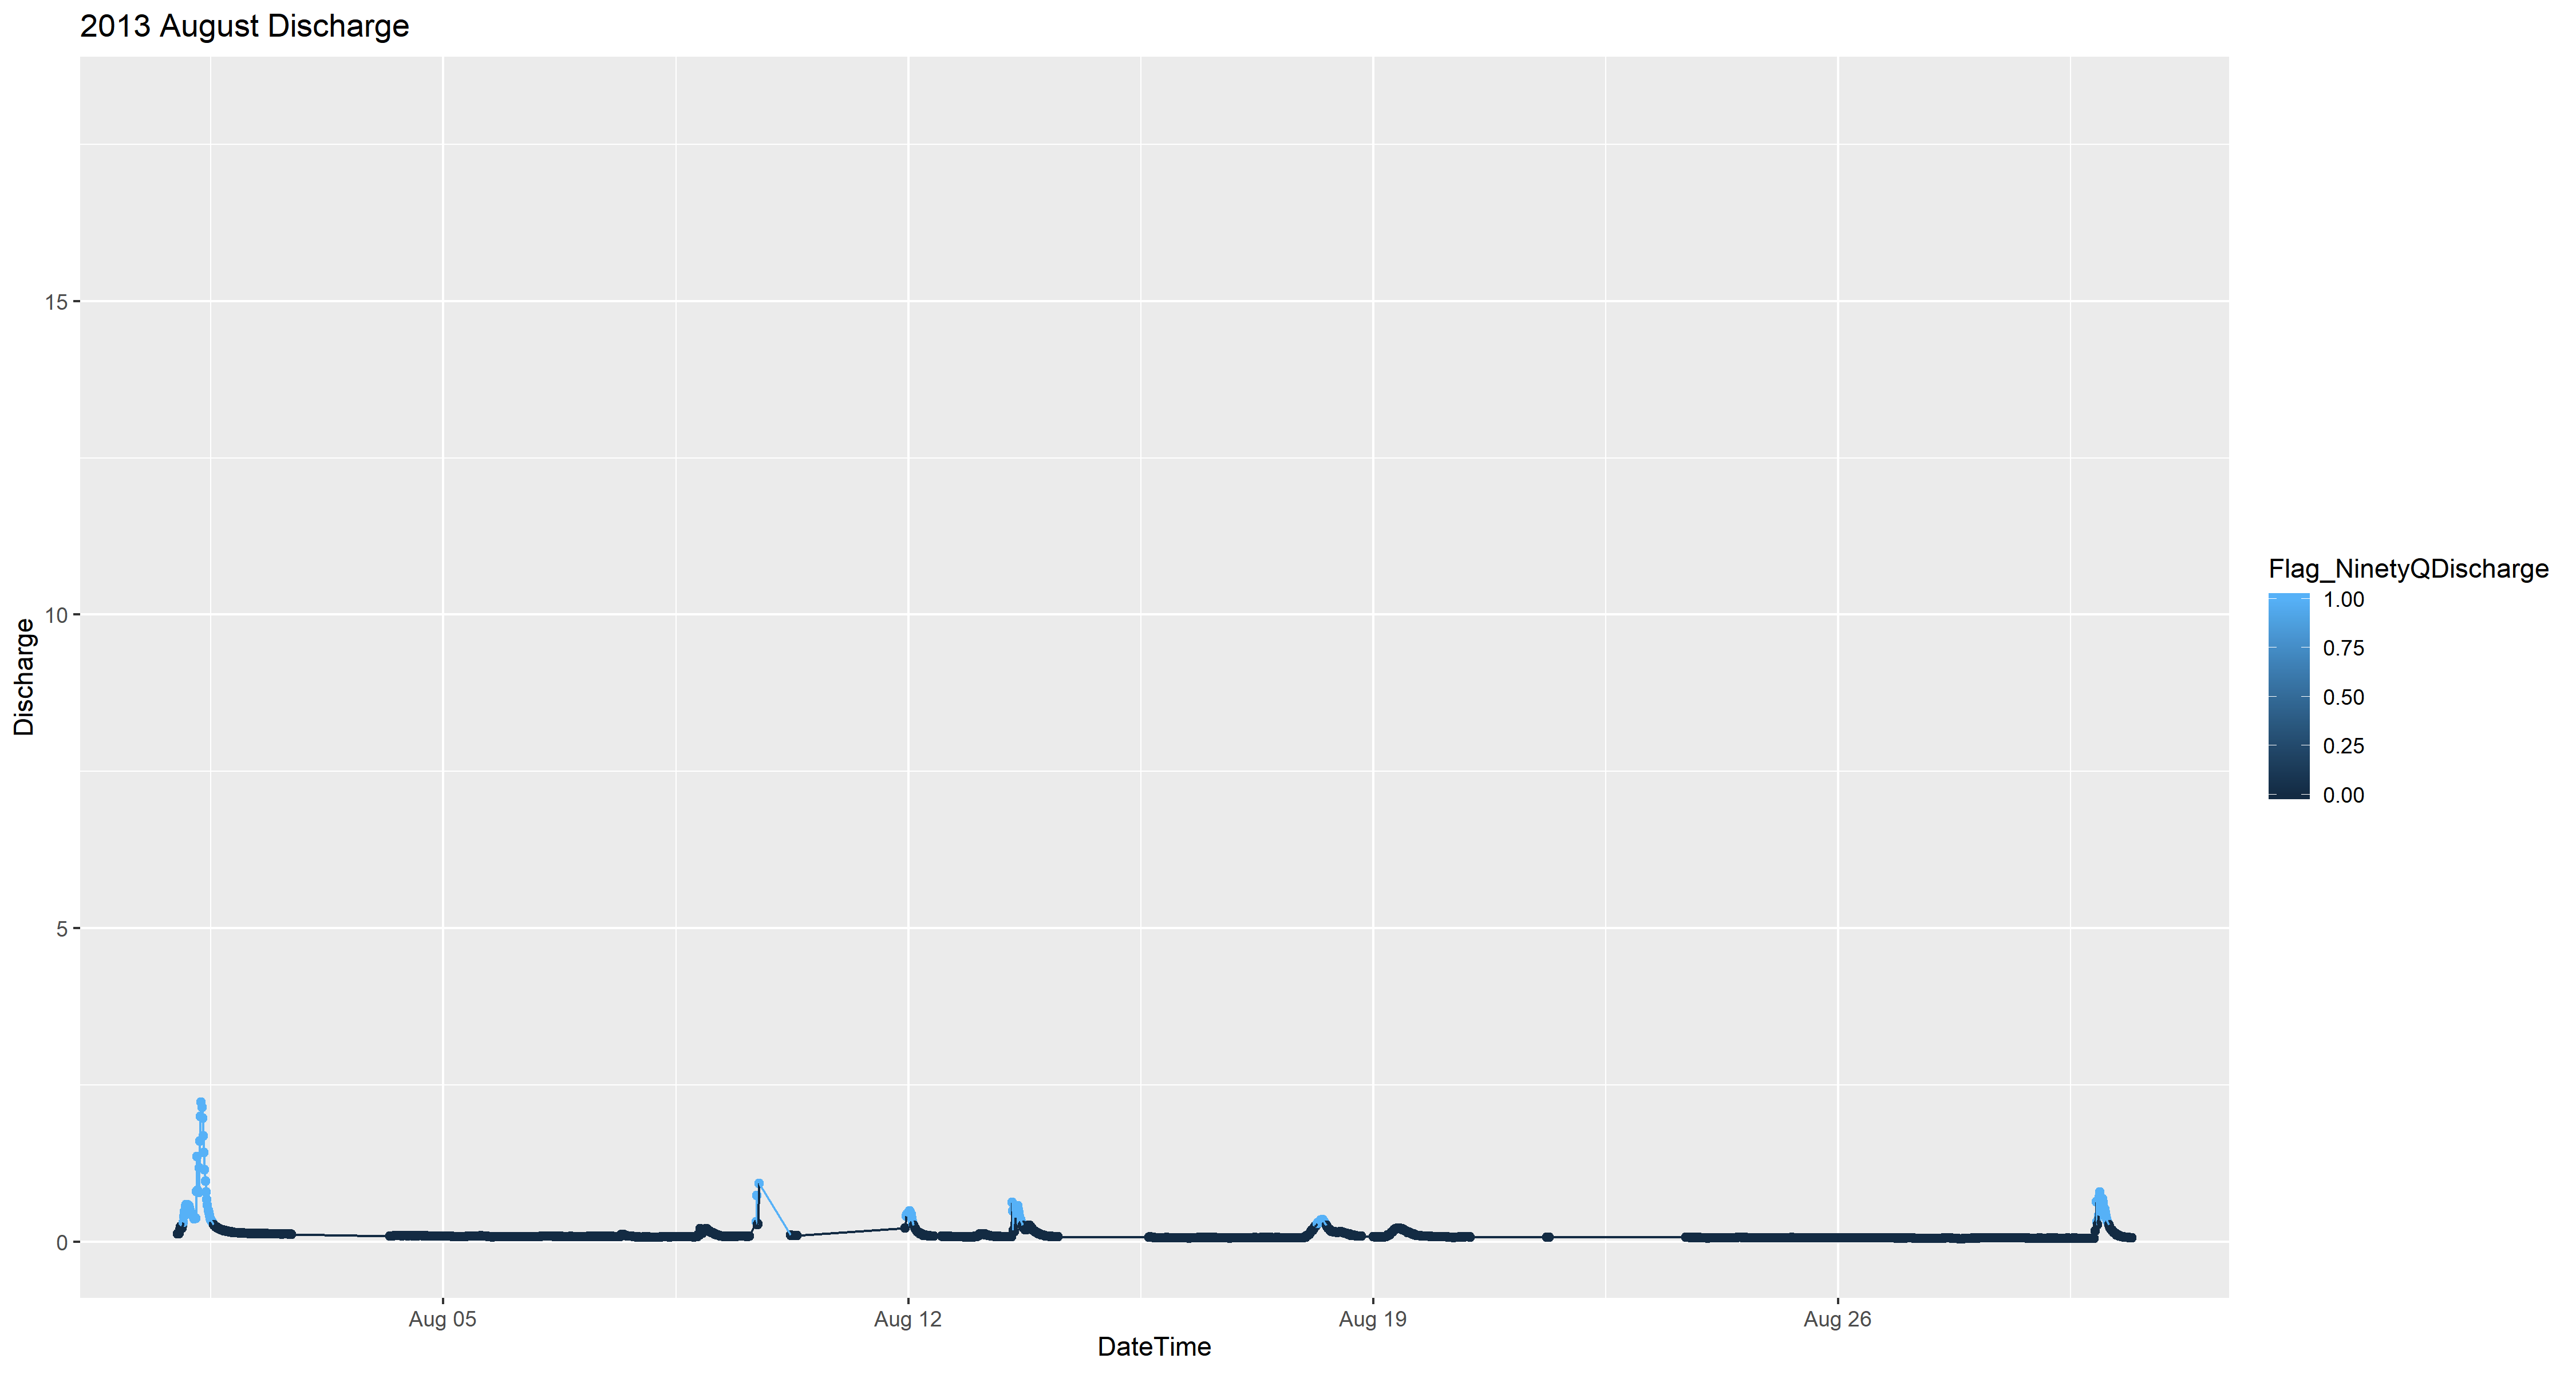 2013 August Discharge
15
10
5
0
Discharge
Aug 05
Aug 12
Aug 19
Aug 26
DateTime
Flag_NinetyQDischarge
1.00
0.75
0.50
0.25
0.00